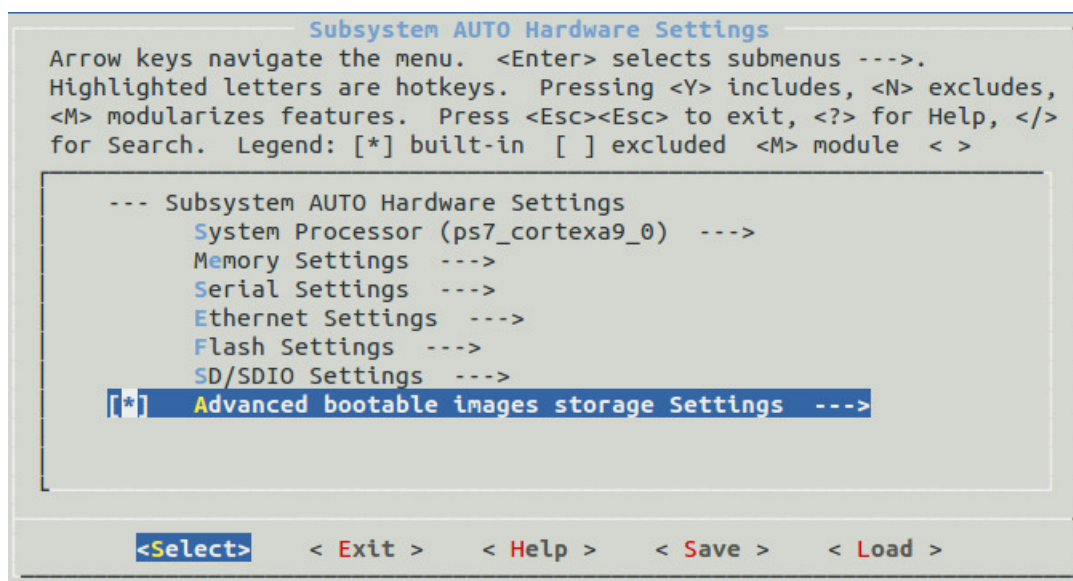 Subsystem AUTO Hardware Settings
Arrow keys navigate the menu.  <Enter> selects submenus --->.
Highlighted letters are hotkeys.  Pressing <Y> includes, <N> excludes,
<M> modularizes features.  Press <Esc><Esc> to exit, <?> for Help, </>
for Search.  Legend: [*] built-in  [ ] excluded  <M> module  < >
--- Subsystem AUTO Hardware Settings
System Processor (ps7_cortexa9_0)  --->
Memory Settings  --->
Serial Settings  --->
Ethernet Settings  --->
Flash Settings  --->
SD/SDIO Settings  --->
[*]   Advanced bootable images storage Settings  --->
<Select>    < Exit >    < Help >    < Save >    < Load >